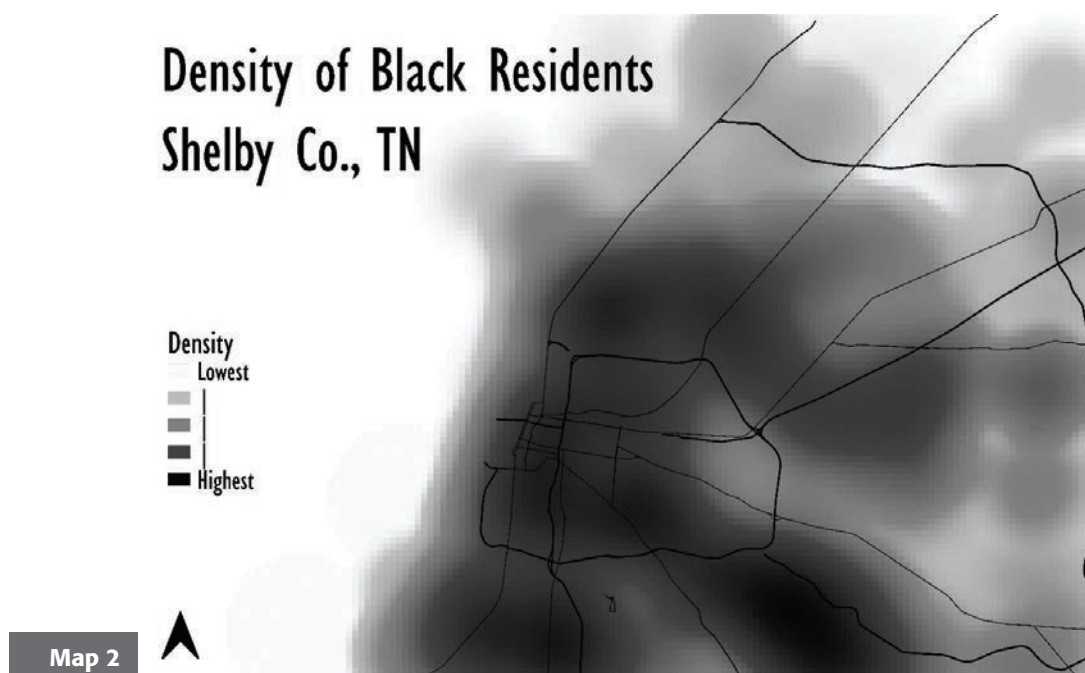 Density of Black Residents
Shelby Co., TN
Density
Lowest
Highest
Map 2